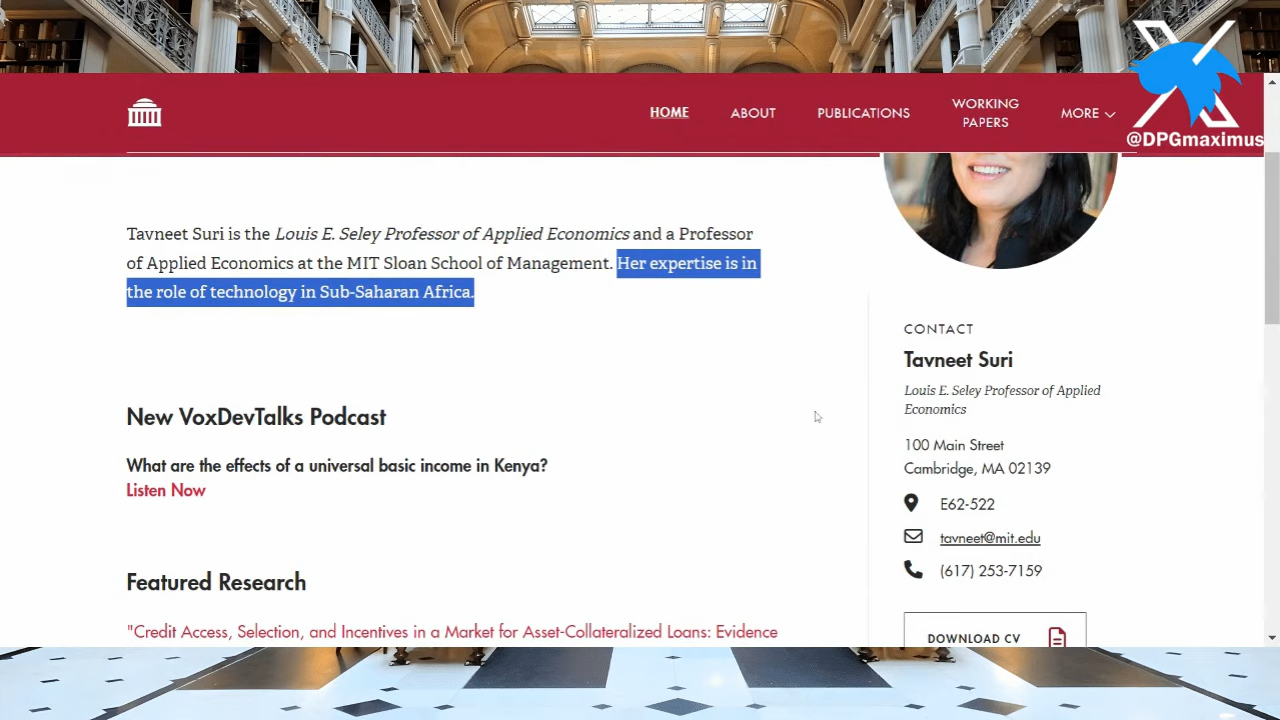 HOME
ABOUT
PUBLICATIONS
WORKING
PAPERS
MORE
@DPGmaximus
Tavneet Suri is the Louis E. Seley Professor of Applied Economics and a Professor
of Applied Economics at the MIT Sloan School of Management. Her expertise is in
the role of technology in Sub-Saharan Africa.
New VoxDevTalks Podcast
What are the effects of a universal basic income in Kenya?
Listen Now
Featured Research
"Credit Access, Selection, and Incentives in a Market for Asset-Collateralized Loans: Evidence
CONTACT
Tavneet Suri
Louis E. Seley Professor of Applied
Economics
100 Main Street
Cambridge, MA 02139
E62-522
tavneet@mit.edu
(617) 253-7159
DOWNLOAD CV